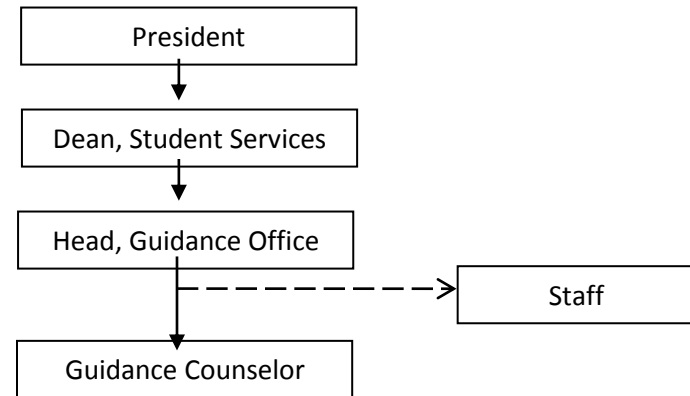 President
Dean, Student Services
Head, Guidance Office
Staff
Guidance Counselor